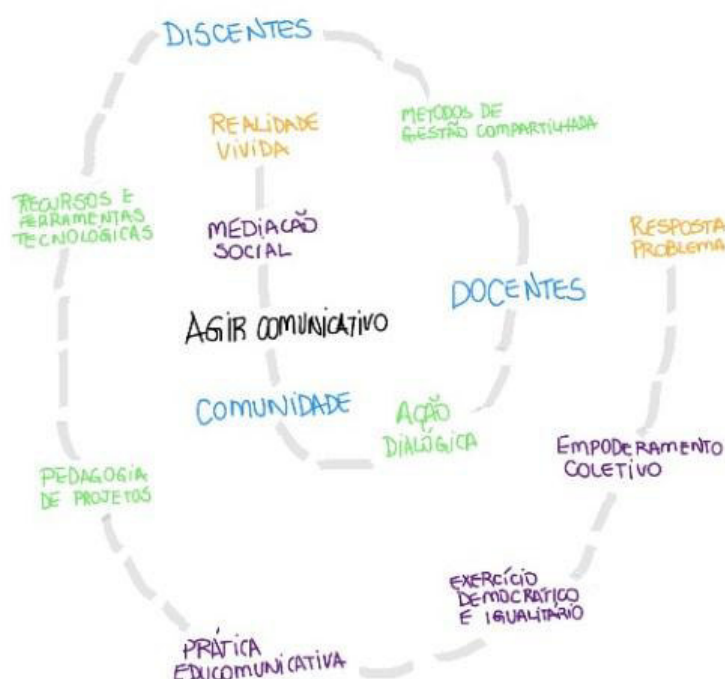 DISCENTES
REALIDADE
VIVIDA
MÉTODOS DE
GESTÃO COMPARTILHADA
RECURSOS E
FERRAMENTAS
TECNOLÓGICAS
MEDIAÇÃO
SOCIAL
RESPOSTA
PROBLEMA
DOCENTES
AGIR COMUNICATIVO
COMUNIDADE
AÇÃO
DIALÓGICA
EMPODERAMENTO
COLETIVO
PEDAGOGIA
DE PROJETOS
EXERCÍCIO
DEMOCRÁTICO
E IGUALITÁRIO
PRÁTICA
EDUCOMUNICATIVA